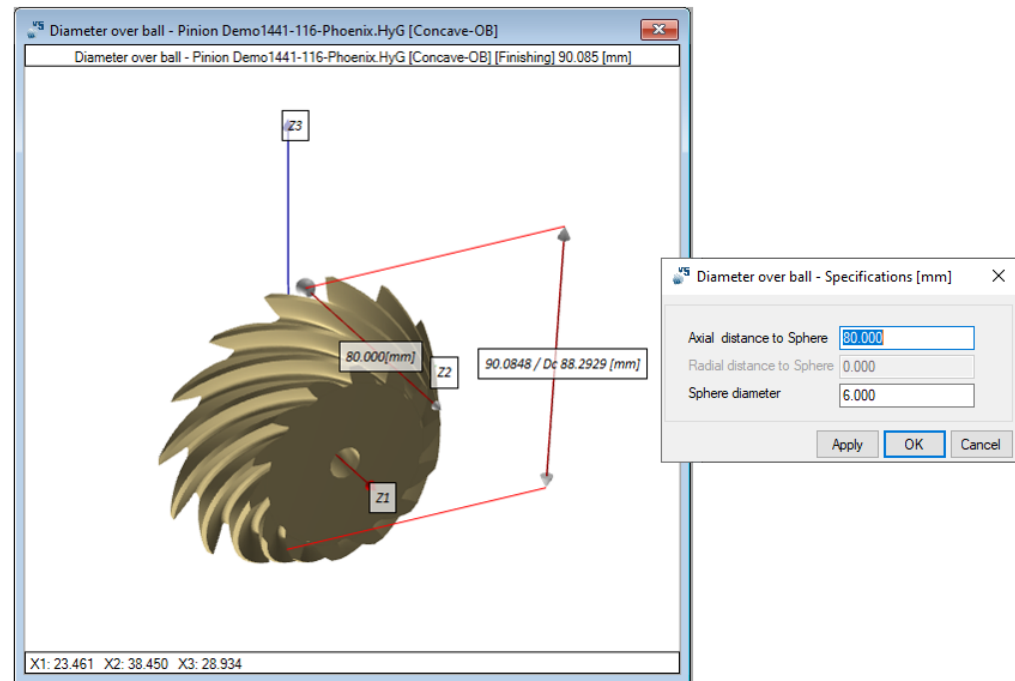 Diameter over ball - Pinion Demo1441-116-Phoenix.HyG [Concave-OB]
Diameter over ball - Pinion Demo1441-116-Phoenix.HyG [Concave-OB] [Finishing] 90.085 [mm]
Z3
80.000[mm]
Z2
90.0848 / Dc 88.2929 [mm]
Z1
X1: 23.461 X2: 38.450 X3: 28.934
Diameter over ball - Specifications [mm]
Axial distance to Sphere 80.000
Radial distance to Sphere 0.000
Sphere diameter 6.000
Apply OK Cancel